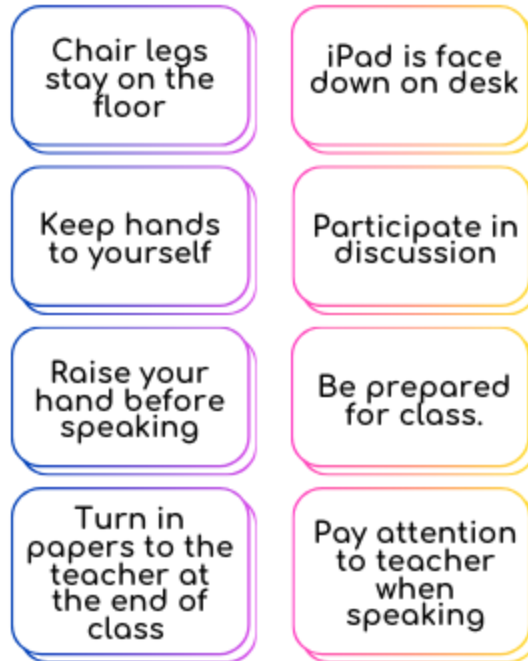 Chair legs
stay on the
floor
iPad is face
down on desk
Keep hands
to yourself
Participate in
discussion
Raise your
hand before
speaking
Be prepared
for class.
Turn in
papers to the
teacher at
the end of
class
Pay attention
to teacher
when
speaking